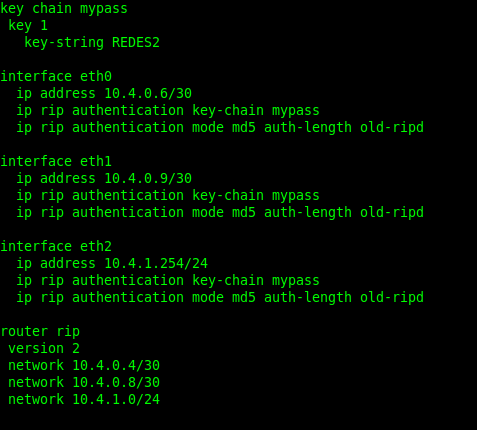 key chain mypass
key 1
key-string REDES2
interface eth0
ip address 10.4.0.6/30
ip rip authentication key-chain mypass
ip rip authentication mode md5 auth-length old-ripd
interface eth1
ip address 10.4.0.9/30
ip rip authentication key-chain mypass
ip rip authentication mode md5 auth-length old-ripd
interface eth2
ip address 10.4.1.254/24
ip rip authentication key-chain mypass
ip rip authentication mode md5 auth-length old-ripd
router rip
version 2
network 10.4.0.4/30
network 10.4.0.8/30
network 10.4.1.0/24